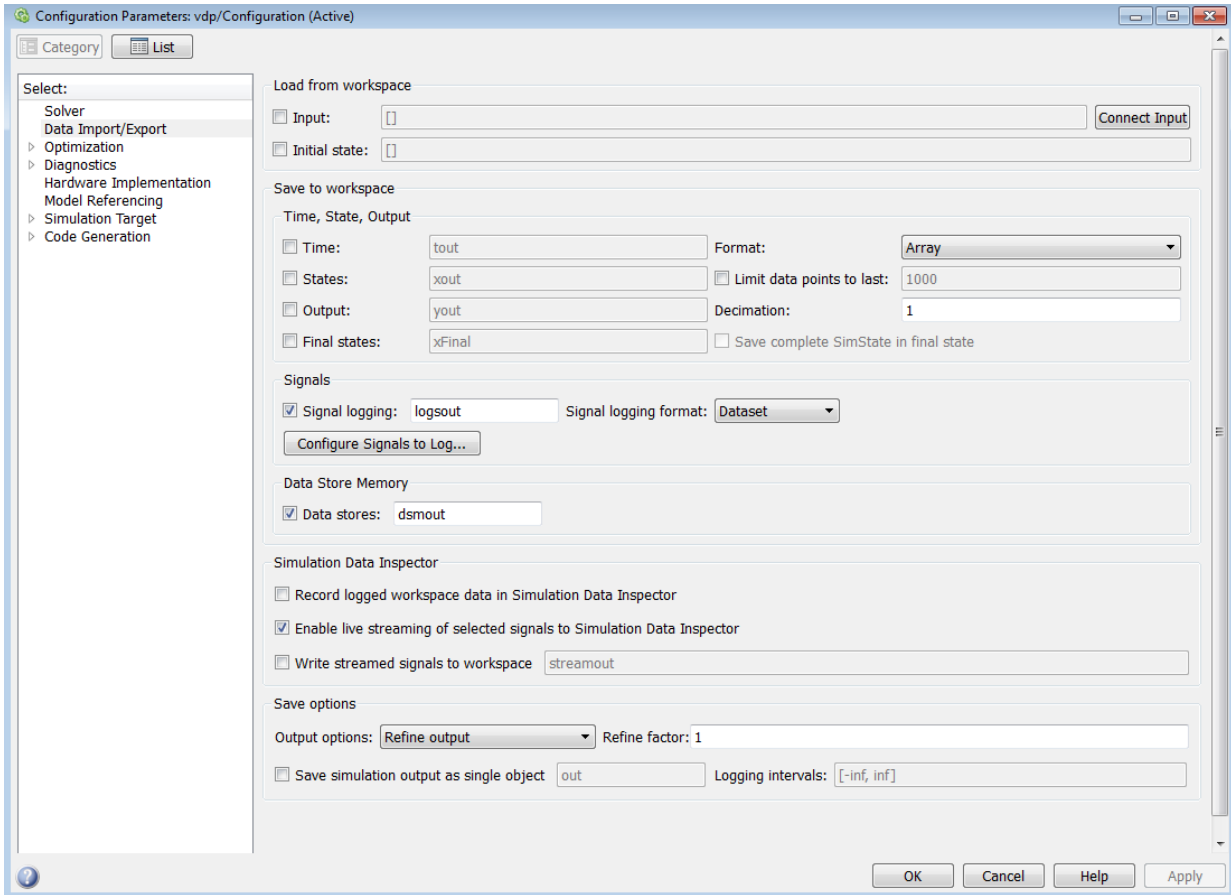 Configuration Parameters: vdp/Configuration (Active)
Category List
Select:
Solver
Data Import/Export
Optimization
Diagnostics
Hardware Implementation
Model Referencing
Simulation Target
Code Generation
Load from workspace
Input: [] Connect Input
Initial state: []
Save to workspace
Time, State, Output
Time: tout Format: Array
States: xout Limit data points to last: 1000
Output: yout Decimation: 1
Final states: xFinal Save complete SimState in final state
Signals
Signal logging: logsout Signal logging format: Dataset
Configure Signals to Log...
Data Store Memory
Data stores: dsmout
Simulation Data Inspector
Record logged workspace data in Simulation Data Inspector
Enable live streaming of selected signals to Simulation Data Inspector
Write streamed signals to workspace streamout
Save options
Output options: Refine output Refine factor: 1
Save simulation output as single object out Logging intervals: [-inf, inf]
? OK Cancel Help Apply